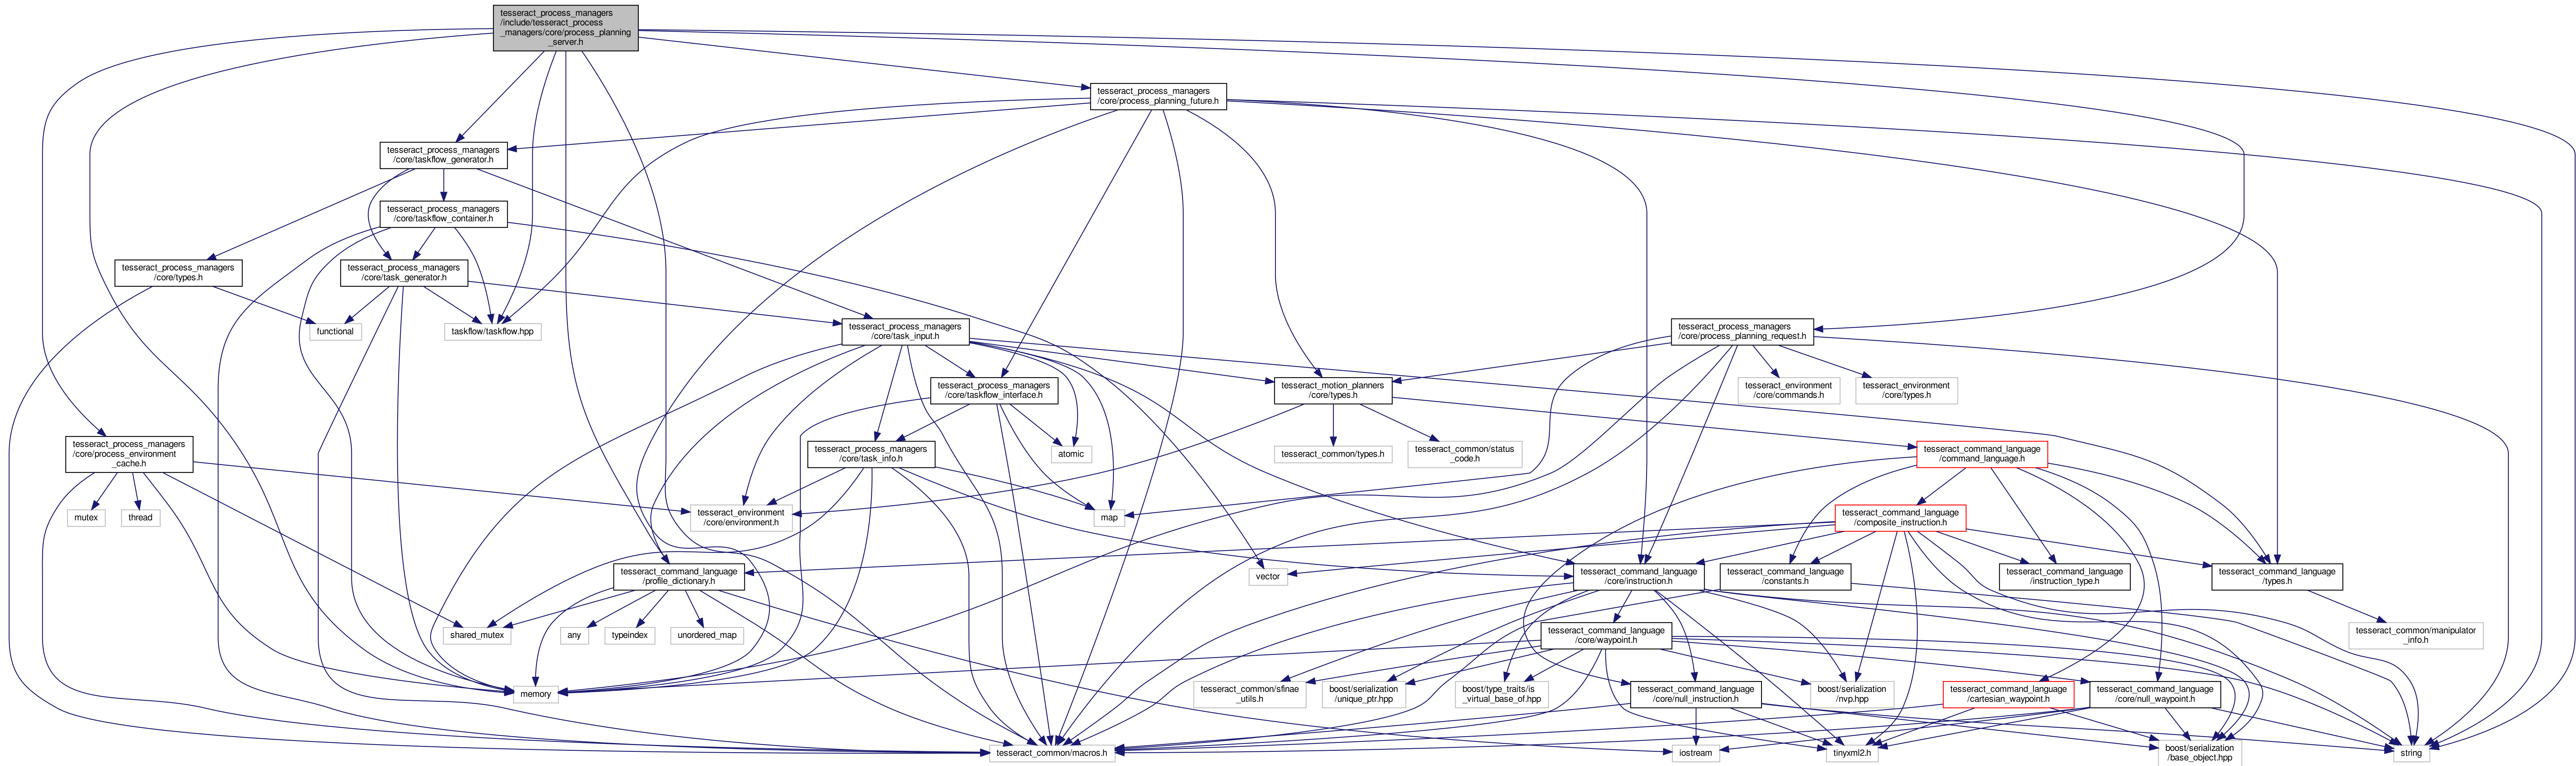 tesseract_process_managers
/include/tesseract_process
_managers/core/process_planning
_server.h
tesseract_process_managers
/core/process_planning_future.h
tesseract_process_managers
/core/taskflow_generator.h
tesseract_process_managers
/core/taskflow_container.h
tesseract_process_managers
/core/types.h
tesseract_process_managers
/core/task_generator.h
functional
taskflow/taskflow.hpp
tesseract_process_managers
/core/task_input.h
tesseract_process_managers
/core/process_planning_request.h
tesseract_process_managers
/core/taskflow_interface.h
tesseract_motion_planners
/core/types.h
tesseract_environment
/core/commands.h
tesseract_environment
/core/types.h
tesseract_process_managers
/core/process_environment
_cache.h
tesseract_process_managers
/core/task_info.h
atomic
tesseract_common/types.h
tesseract_common/status
_code.h
tesseract_command_language
/command_language.h
mutex
thread
tesseract_environment
/core/environment.h
map
tesseract_command_language
/composite_instruction.h
tesseract_command_language
/profile_dictionary.h
vector
tesseract_command_language
/core/instruction.h
tesseract_command_language
/constants.h
tesseract_command_language
/instruction_type.h
tesseract_command_language
/types.h
shared_mutex
any
typeindex
unordered_map
tesseract_command_language
/core/waypoint.h
tesseract_common/manipulator
_info.h
memory
tesseract_common/sfinae
_utils.h
boost/serialization
/unique_ptr.hpp
boost/type_traits/is
_virtual_base_of.hpp
tesseract_command_language
/core/null_instruction.h
boost/serialization
/nvp.hpp
tesseract_command_language
/cartesian_waypoint.h
tesseract_command_language
/core/null_waypoint.h
tesseract_common/macros.h
iostream
tinyxml2.h
boost/serialization
/base_object.hpp
string